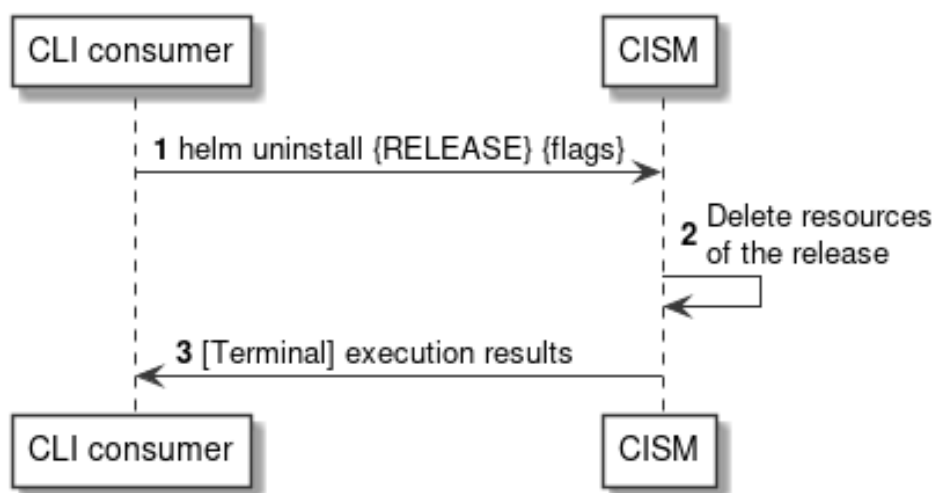 CLI consumer
CISM
1 helm uninstall {RELEASE} {flags}
2 Delete resources
of the release
3 [Terminal] execution results
CLI consumer
CISM